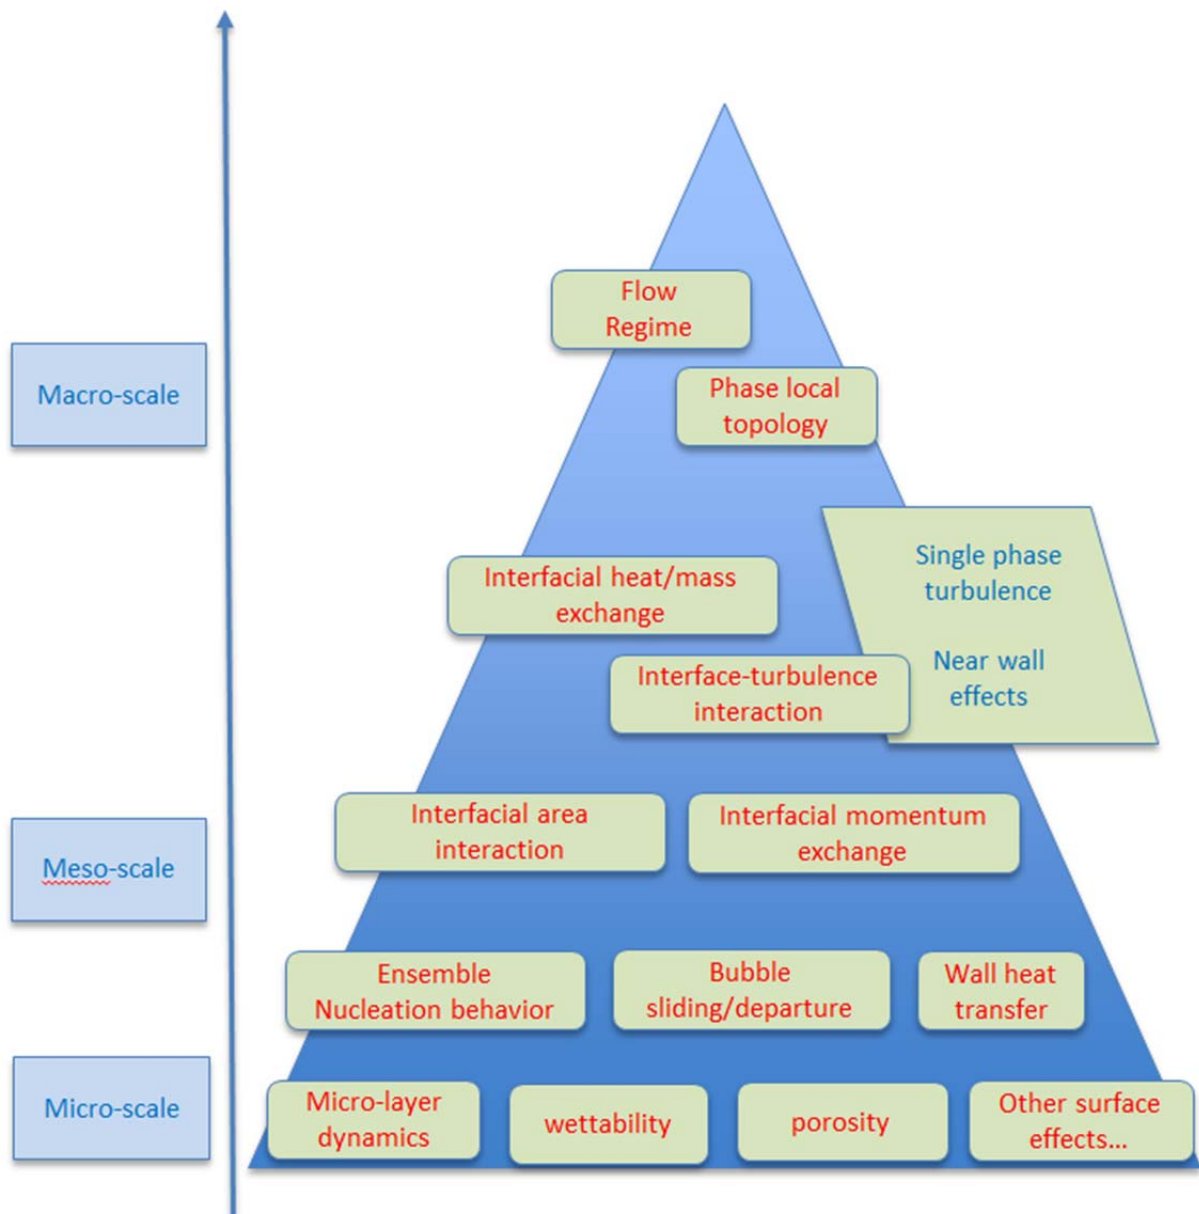 Flow
Regime
Macro-scale
Phase local
topology
Interfacial heat/mass
exchange
Single phase
turbulence
Near wall
effects
Interface-turbulence
interaction
Meso-scale
Interfacial area
interaction
Interfacial momentum
exchange
Ensemble
Nucleation behavior
Bubble
sliding/departure
Wall heat
transfer
Micro-scale
Micro-layer
dynamics
wettability
porosity
Other surface
effects...